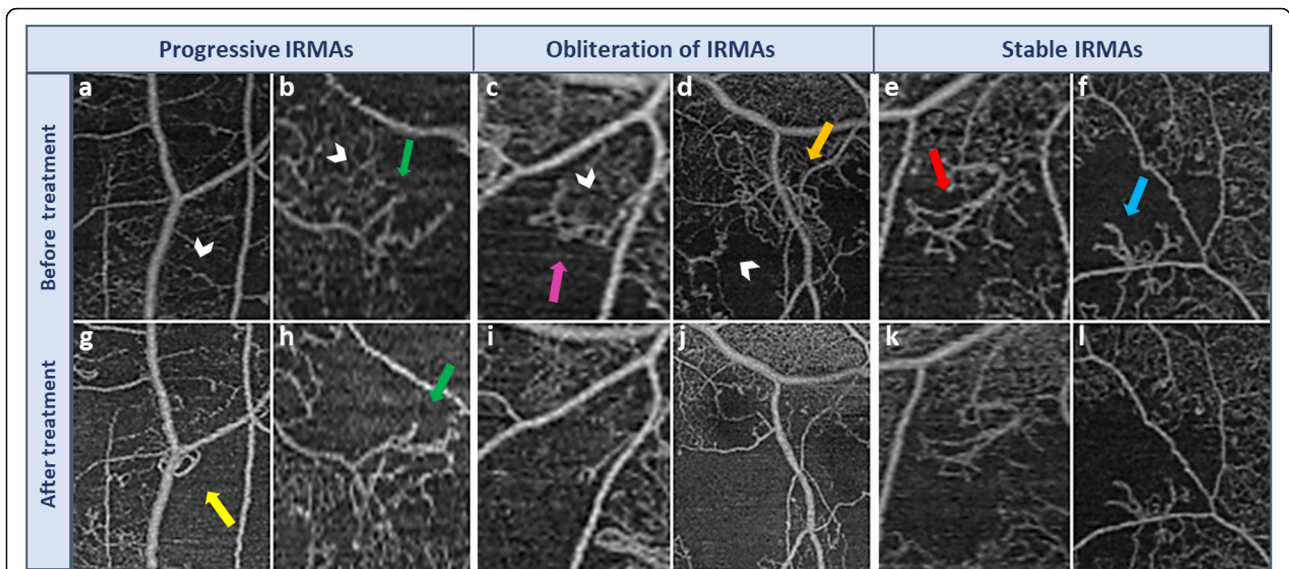 Progressive IRMAs Obliteration of IRMAs Stable IRMAs
Before treatment
a b c d e f
After treatment
g h i j k l